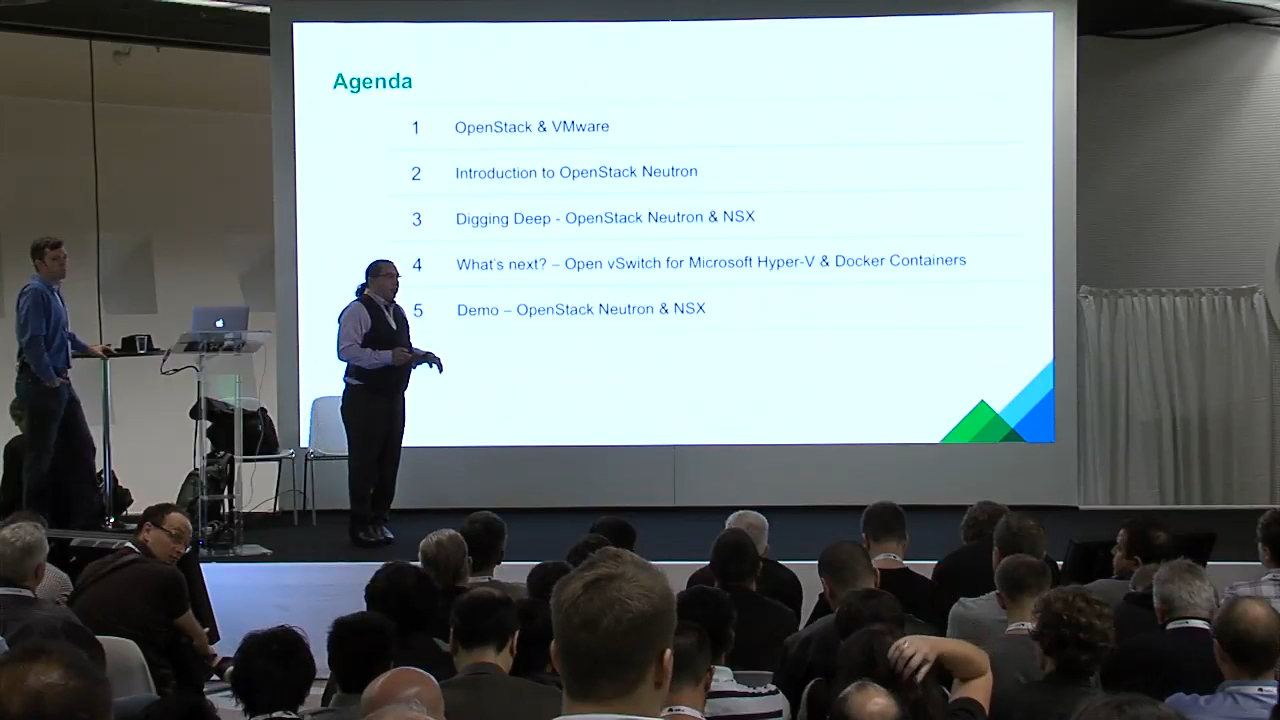 Agenda
1 OpenStack & VMware
2 Introduction to OpenStack Neutron
3 Digging Deep - OpenStack Neutron & NSX
4 What's next? – Open vSwitch for Microsoft Hyper-V & Docker Containers
5 Demo – OpenStack Neutron & NSX